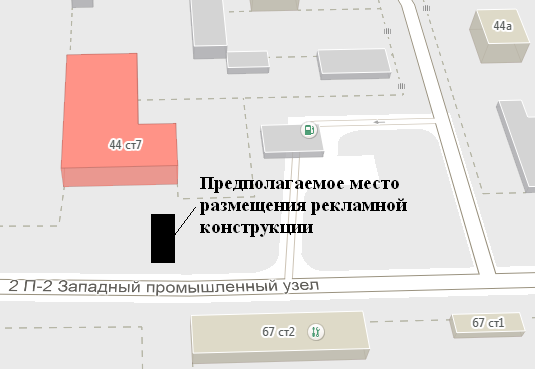 44а
44 ст7
Предполагаемое место
размещения рекламной
конструкции
2 П-2 Западный промышленный узел
67 ст2
67 ст1